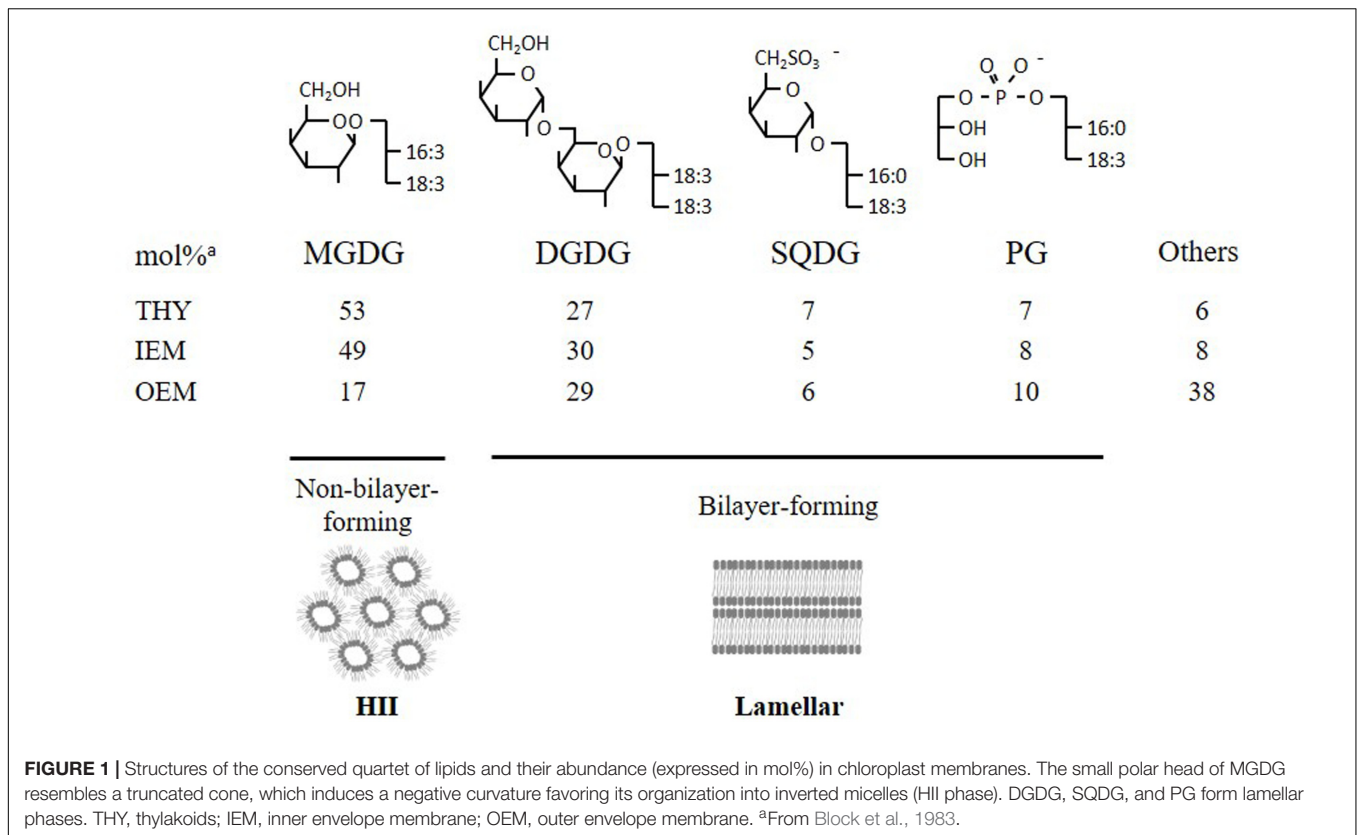 CH2OH
O O
16:3
18:3
CH2OH
O
O
O O
18:3
18:3
CH2SO3 -
O
O
16:0
18:3
O O -
O - P - O
OH
OH
16:0
18:3
mol%a MGDG DGDG SQDG PG Others
THY 53 27 7 7 6
IEM 49 30 5 8 8
OEM 17 29 6 10 38
Non-bilayer-
forming
Bilayer-forming
HII
Lamellar
FIGURE 1 | Structures of the conserved quartet of lipids and their abundance (expressed in mol%) in chloroplast membranes. The small polar head of MGDG
resembles a truncated cone, which induces a negative curvature favoring its organization into inverted micelles (HII phase). DGDG, SQDG, and PG form lamellar
phases. THY, thylakoids; IEM, inner envelope membrane; OEM, outer envelope membrane. aFrom Block et al., 1983.